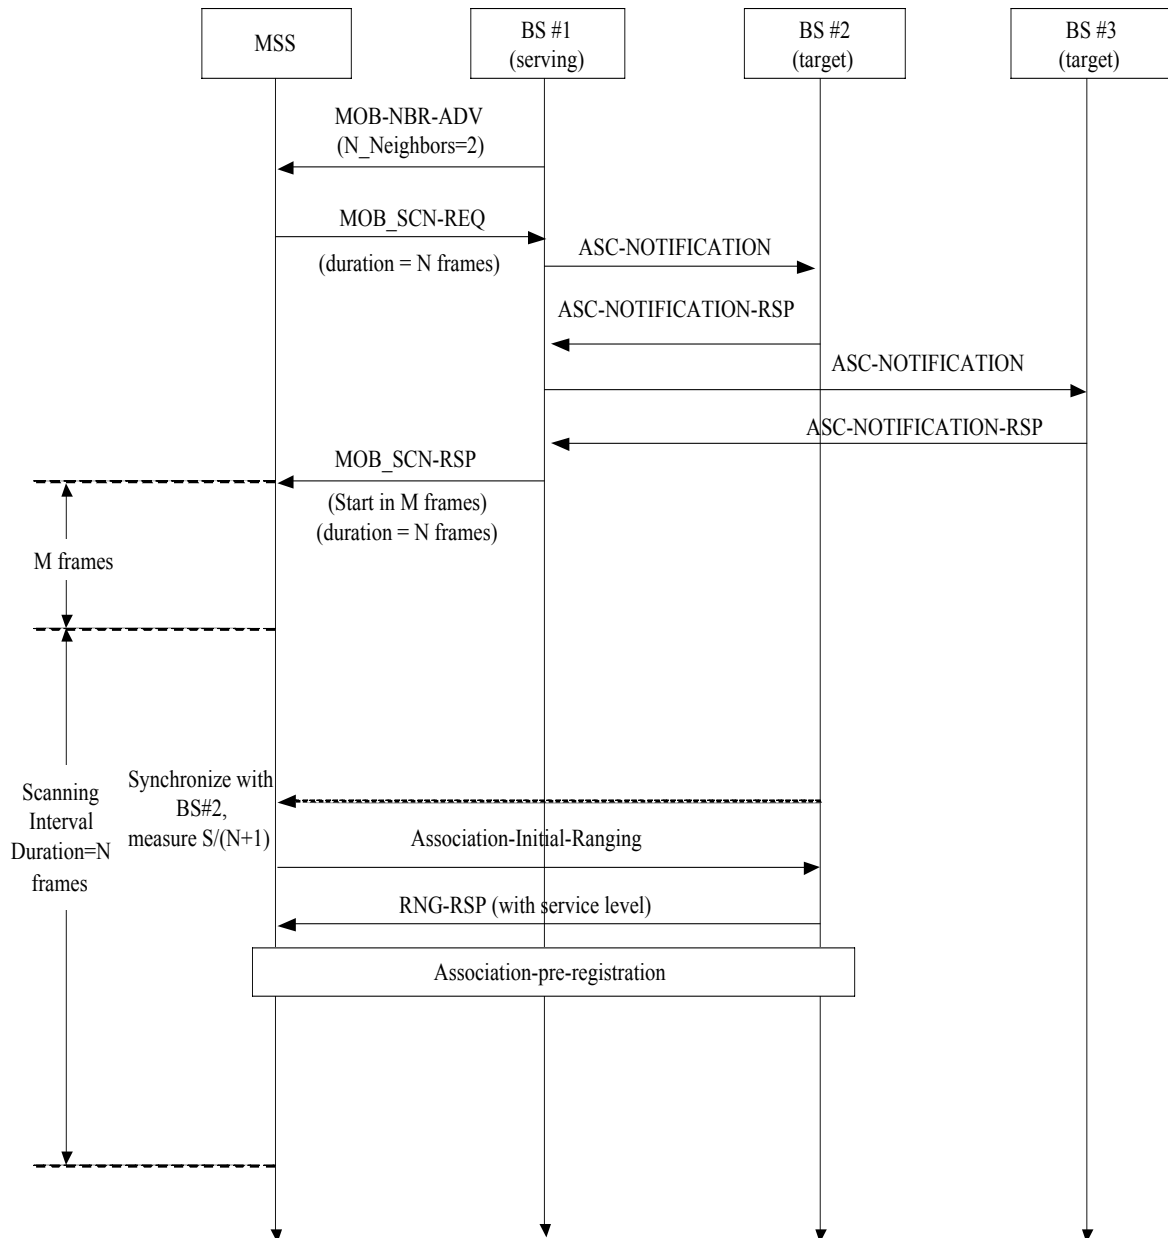 MSS
BS #1
(serving)
BS #2
(target)
BS #3
(target)
MOB-NBR-ADV
(N_Neighbors=2)
MOB_SCN-REQ
(duration = N frames)
ASC-NOTIFICATION
ASC-NOTIFICATION-RSP
ASC-NOTIFICATION
ASC-NOTIFICATION-RSP
MOB_SCN-RSP
(Start in M frames)
(duration = N frames)
M frames
Synchronize with
BS#2,
measure S/(N+1)
Scanning
Interval
Duration=N
frames
Association-Initial-Ranging
RNG-RSP (with service level)
Association-pre-registration